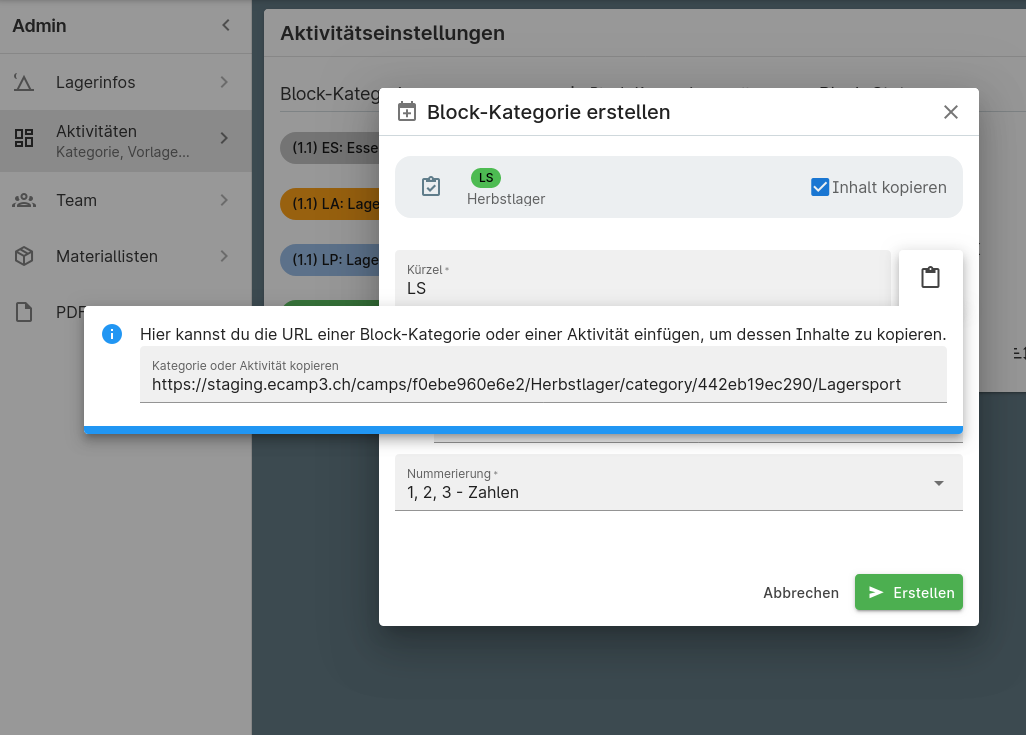 Admin
Lagerinfos
Aktivitäten
Kategorie, Vorlage...
Team
Materiallisten
PDF
Aktivitätseinstellungen
Block-Kateg
(1.1) ES: Esse
(1.1) LA: Lage
(1.1) LP: Lage
Block-Kategorie erstellen
LS
Herbstlager
Inhalt kopieren
Kürzel *
LS
Hier kannst du die URL einer Block-Kategorie oder einer Aktivität einfügen, um dessen Inhalte zu kopieren.
Kategorie oder Aktivität kopieren
https://staging.ecamp3.ch/camps/f0ebe960e6e2/Herbstlager/category/442eb19ec290/Lagersport
Nummerierung *
1, 2, 3 - Zahlen
Abbrechen
Erstellen